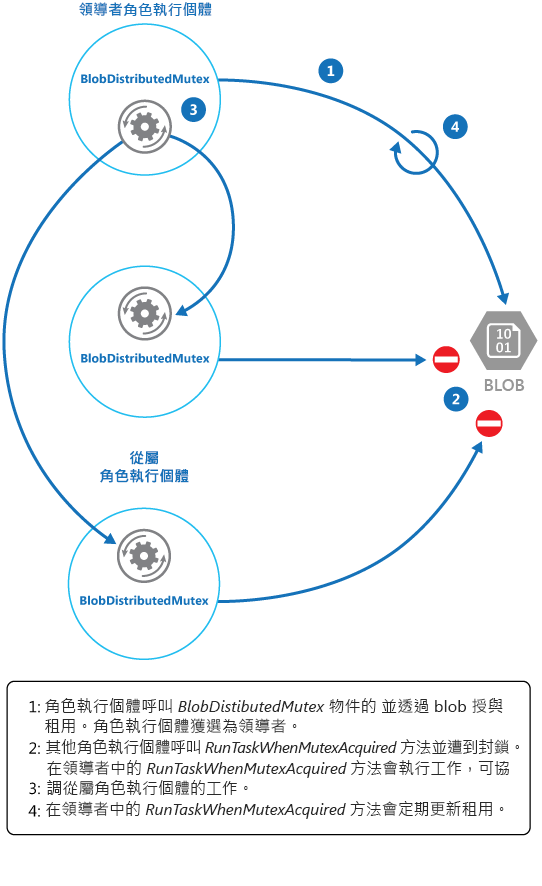 領導者角色執行個體
BlobDistributedMutex
3
1
4
BlobDistributedMutex
10
01
BLOB
2
從屬
角色執行個體
BlobDistributedMutex
1: 角色執行個體呼叫 BlobDistibutedMutex 物件的 並透過 blob 授與
租用。角色執行個體獲選為領導者。
2: 其他角色執行個體呼叫 RunTaskWhenMutexAcquired 方法並遭到封鎖。
在領導者中的 RunTaskWhenMutexAcquired 方法會執行工作，可協
3: 調從屬角色執行個體的工作。
4: 在領導者中的 RunTaskWhenMutexAcquired 方法會定期更新租用。